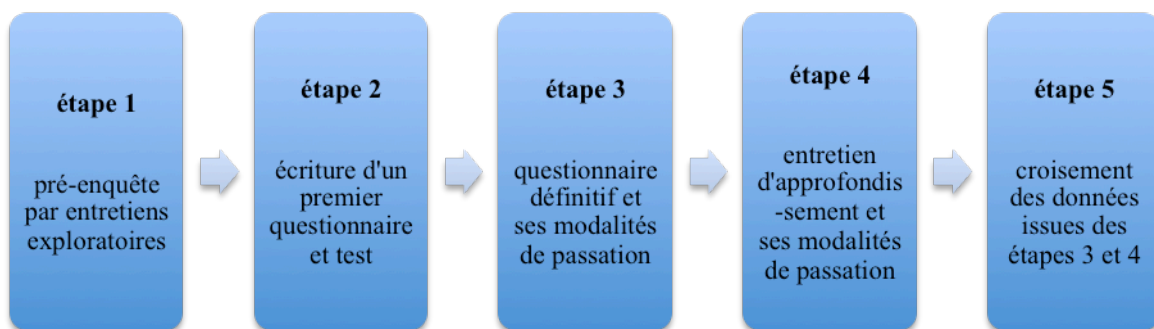 étape 1
pré-enquête
par entretiens
exploratoires
étape 2
écriture d'un
premier
questionnaire
et test
étape 3
questionnaire
définitif et
ses modalités
de passation
étape 4
entretien
d'approfondis
-sement et
ses modalités
de passation
étape 5
croisement
des données
issues des
étapes 3 et 4